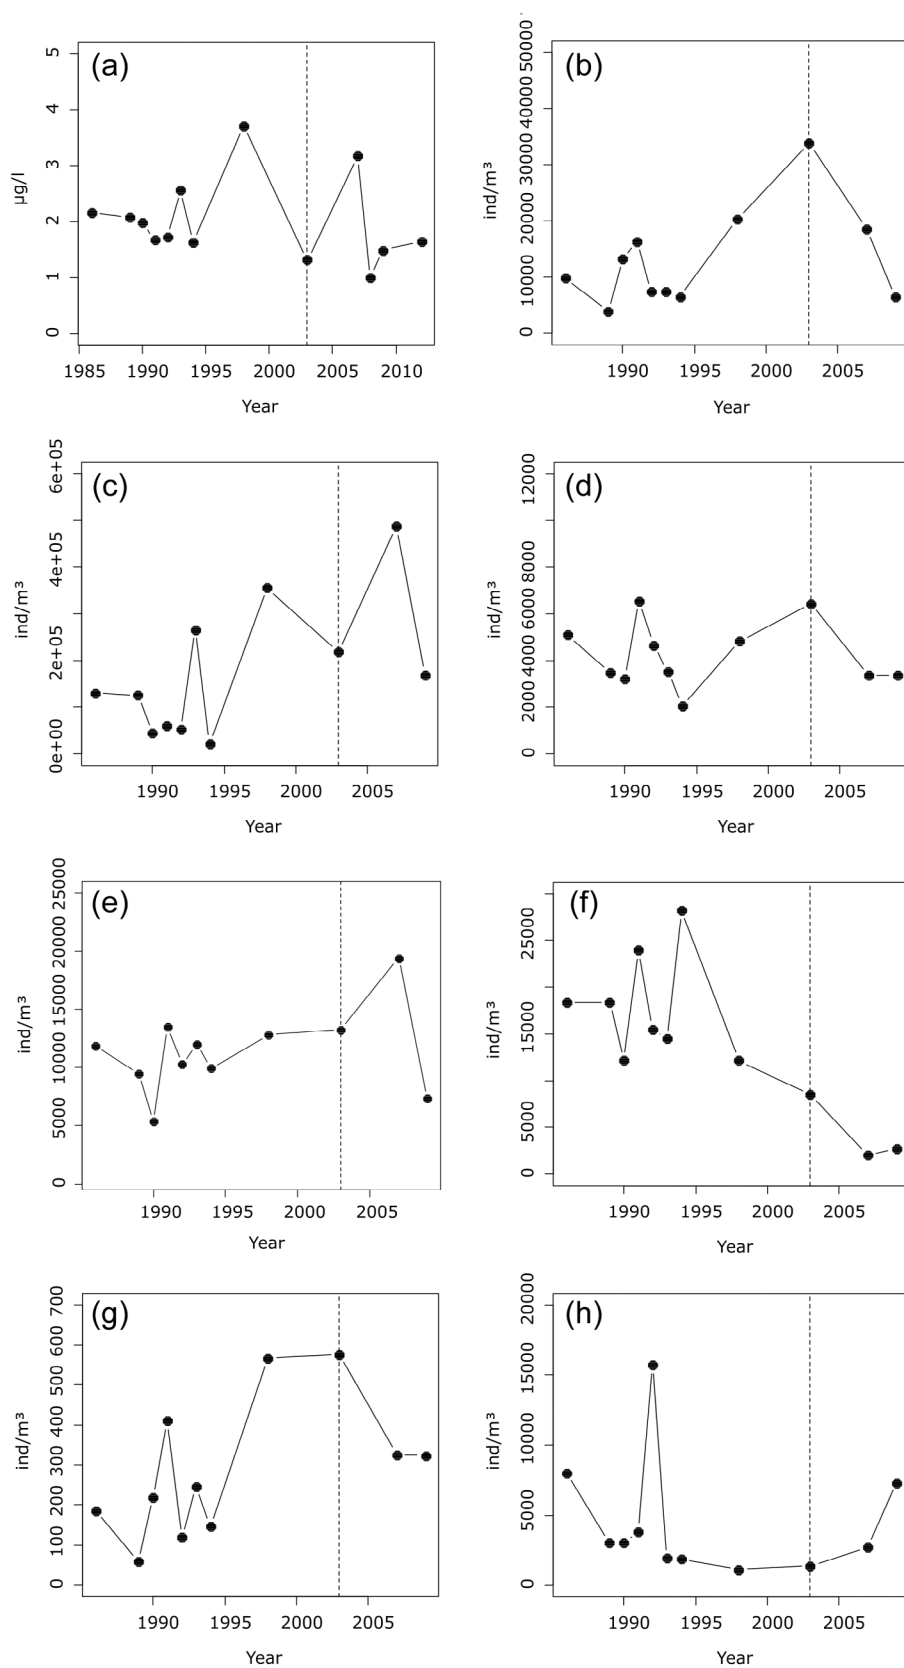 (a)
µg/l
5
4
3
2
1
0
1985 1990 1995 2000 2005 2010
Year
(b)
ind/m³
50000
40000
30000
20000
10000
0
1990 1995 2000 2005
Year
(c)
ind/m³
6e+05
4e+05
2e+05
0e+00
1990 1995 2000 2005
Year
(d)
ind/m³
12000
8000
6000
4000
2000
0
1990 1995 2000 2005
Year
(e)
ind/m³
25000
20000
15000
10000
5000
0
1990 1995 2000 2005
Year
(f)
ind/m³
25000
15000
5000
0
1990 1995 2000 2005
Year
(g)
ind/m³
700
600
500
400
300
200
100
0
1990 1995 2000 2005
Year
(h)
ind/m³
20000
15000
10000
5000
0
1990 1995 2000 2005
Year